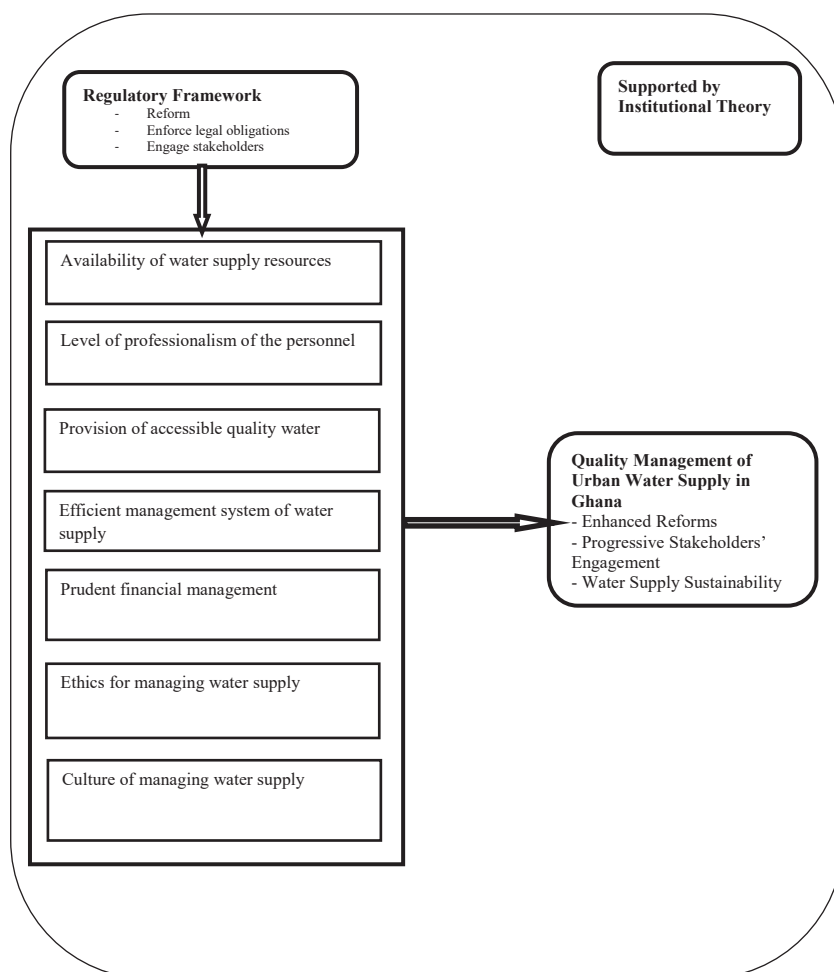 Regulatory Framework
- Reform
- Enforce legal obligations
- Engage stakeholders
Supported by
Institutional Theory
Availability of water supply resources
Level of professionalism of the personnel
Provision of accessible quality water
Efficient management system of water
supply
Prudent financial management
Ethics for managing water supply
Culture of managing water supply
Quality Management of
Urban Water Supply in
Ghana
- Enhanced Reforms
- Progressive Stakeholders’
Engagement
- Water Supply Sustainability